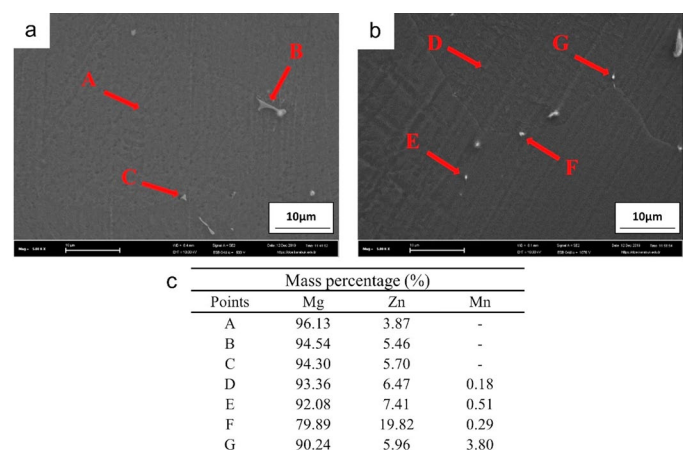 a
B
A
C
10μm
b
D
G
E
F
10μm
c
Mass percentage (%)
Points Mg Zn Mn
A 96.13 3.87 -
B 94.54 5.46 -
C 94.30 5.70 -
D 93.36 6.47 0.18
E 92.08 7.41 0.51
F 79.89 19.82 0.29
G 90.24 5.96 3.80